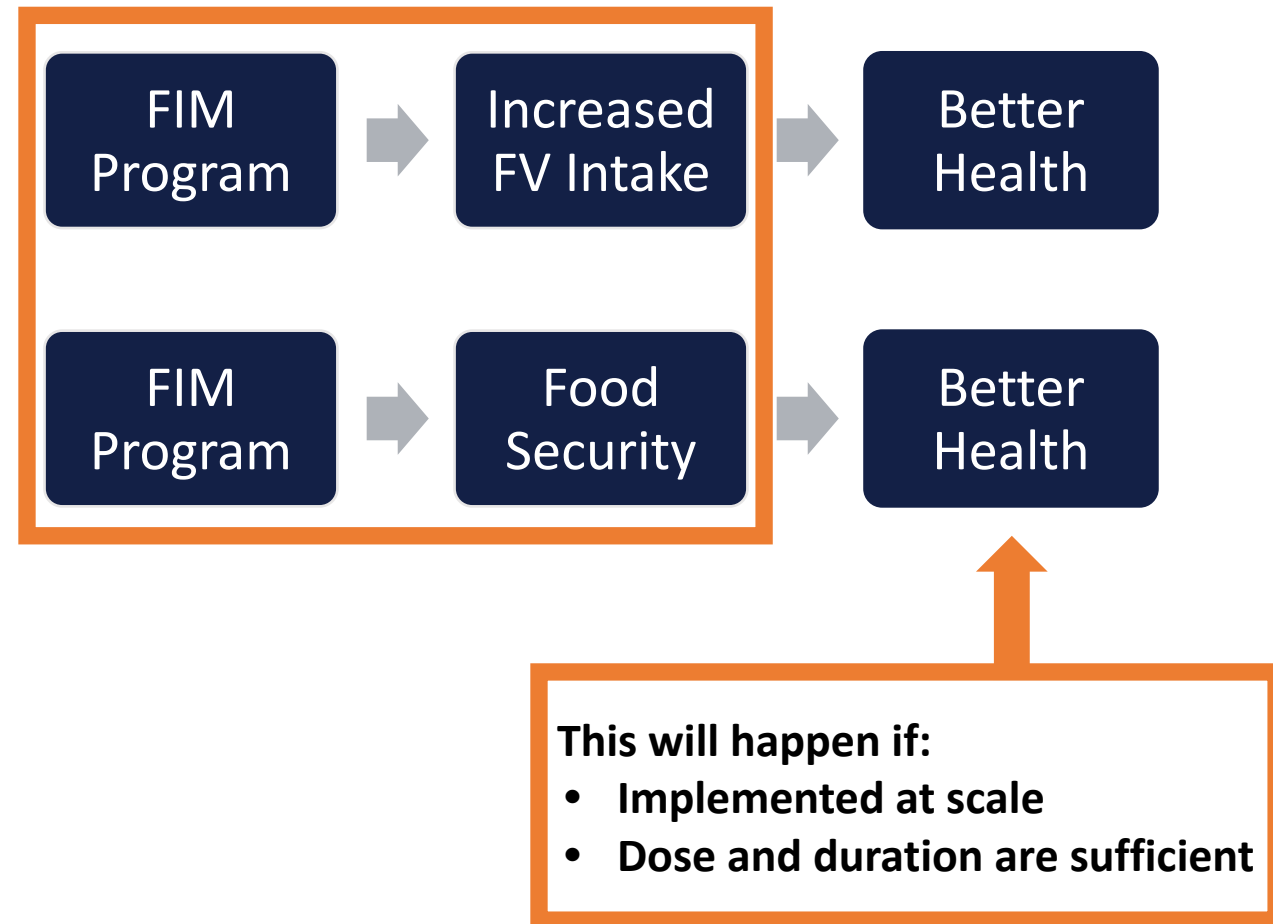 FIM
Program
Increased
FV Intake
Better
Health
FIM
Program
Food
Security
Better
Health
This will happen if:
• Implemented at scale
• Dose and duration are sufficient